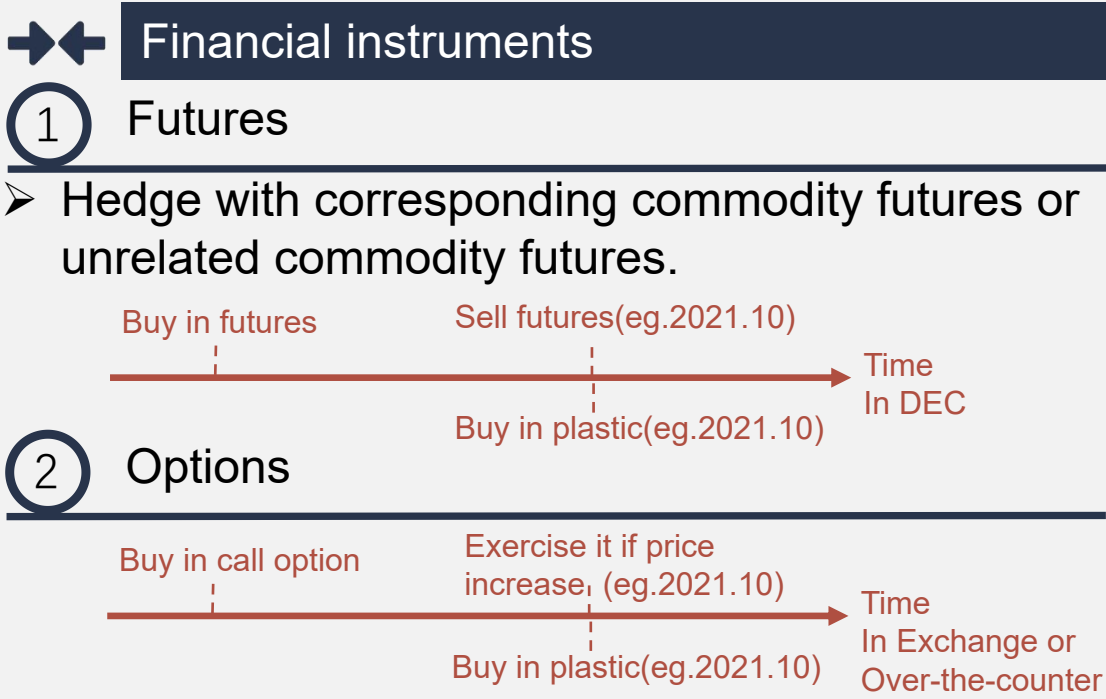 Financial instruments
1 Futures
➢ Hedge with corresponding commodity futures or
unrelated commodity futures.
Buy in futures
Sell futures(eg.2021.10)
Time
In DEC
Buy in plastic(eg.2021.10)
2 Options
Buy in call option
Exercise it if price
increase (eg.2021.10)
Time
In Exchange or
Over-the-counter
Buy in plastic(eg.2021.10)